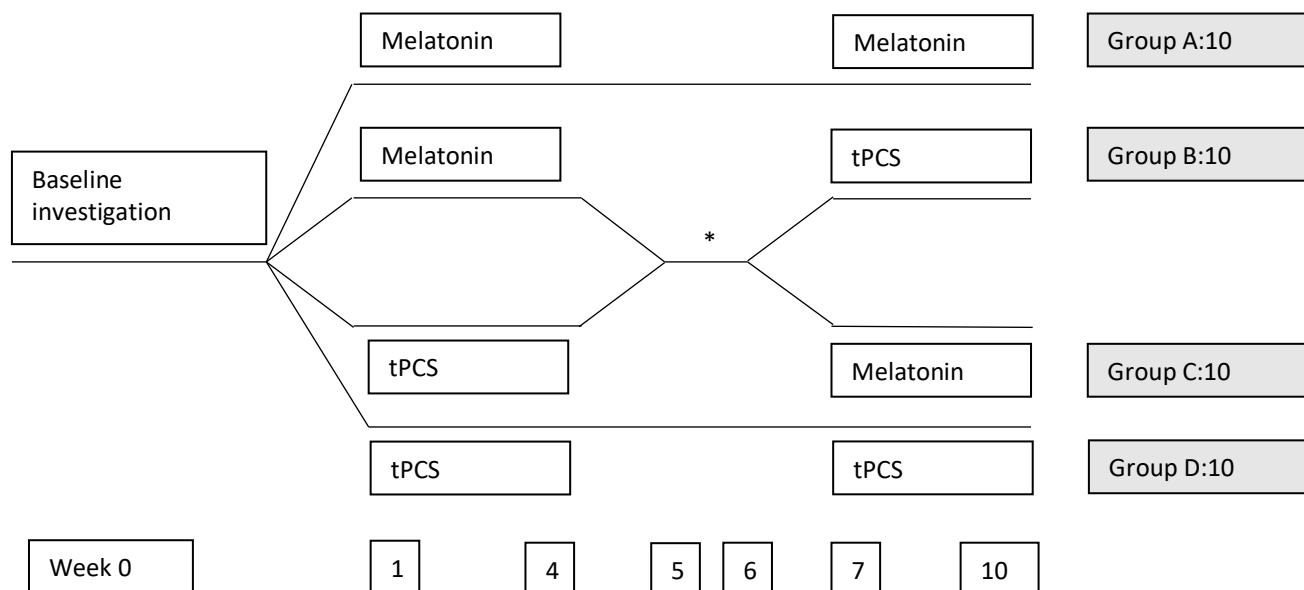 Melatonin
Melatonin
Group A:10
Melatonin
tPCS
Group B:10
Baseline
investigation
*
tPCS
Melatonin
Group C:10
tPCS
tPCS
Group D:10
Week 0
1
4
5
6
7
10